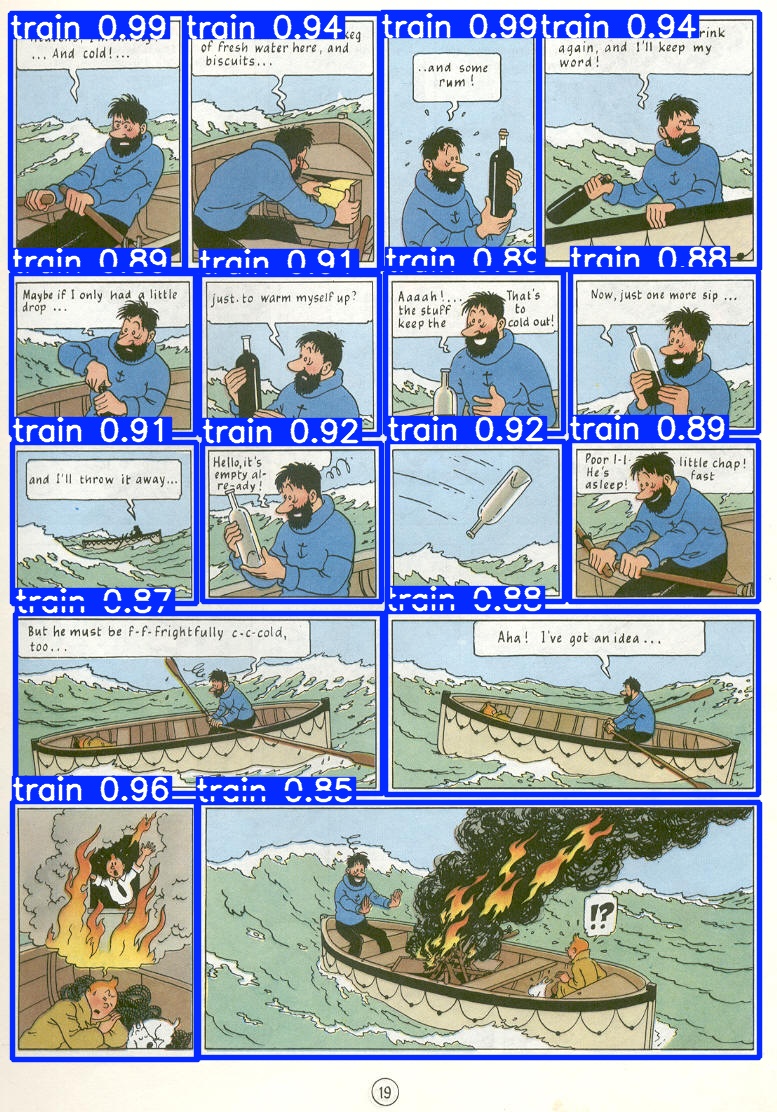 train 0.99
... And cold!...
train 0.94
keg
of fresh water here, and
biscuits...
train 0.99
..and some
rum!
train 0.94
again, and I'll keep my
word!
train 0.89
Maybe if I only had a little
drop ...
train 0.91
just to warm myself up?
train 0.89
Aaaah!...
the stuff
keep the
That's
to
cold out!
train 0.88
Now, just one more sip ...
train 0.91
and I'll throw it away...
train 0.92
Hello, it's
empty al-
ready!
train 0.92
train 0.89
Poor l-l-
He's
asleep!
little chap!
fast
train 0.87
But he must be f-f-frightfully c-c-cold,
too...
train 0.88
Aha! I've got an idea...
train 0.96
train 0.85
!?
19